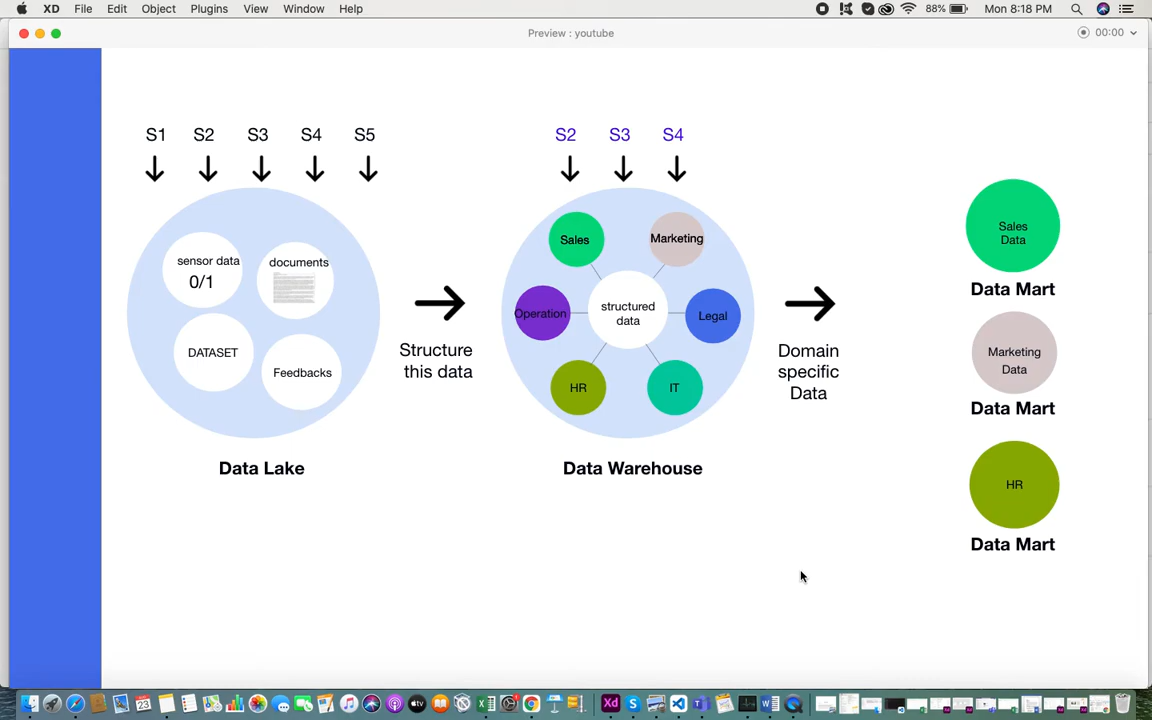 XD File Edit Object Plugins View Window Help 88% Mon 8:18 PM
Preview : youtube
00:00
S1 S2 S3 S4 S5
S2 S3 S4
sensor data
0/1
documents
DATASET
Feedbacks
Data Lake
Structure
this data
Sales
Marketing
Operation
structured
data
Legal
HR
IT
Data Warehouse
Domain
specific
Data
Sales
Data
Data Mart
Marketing
Data
Data Mart
HR
Data Mart
23
tv
Xd